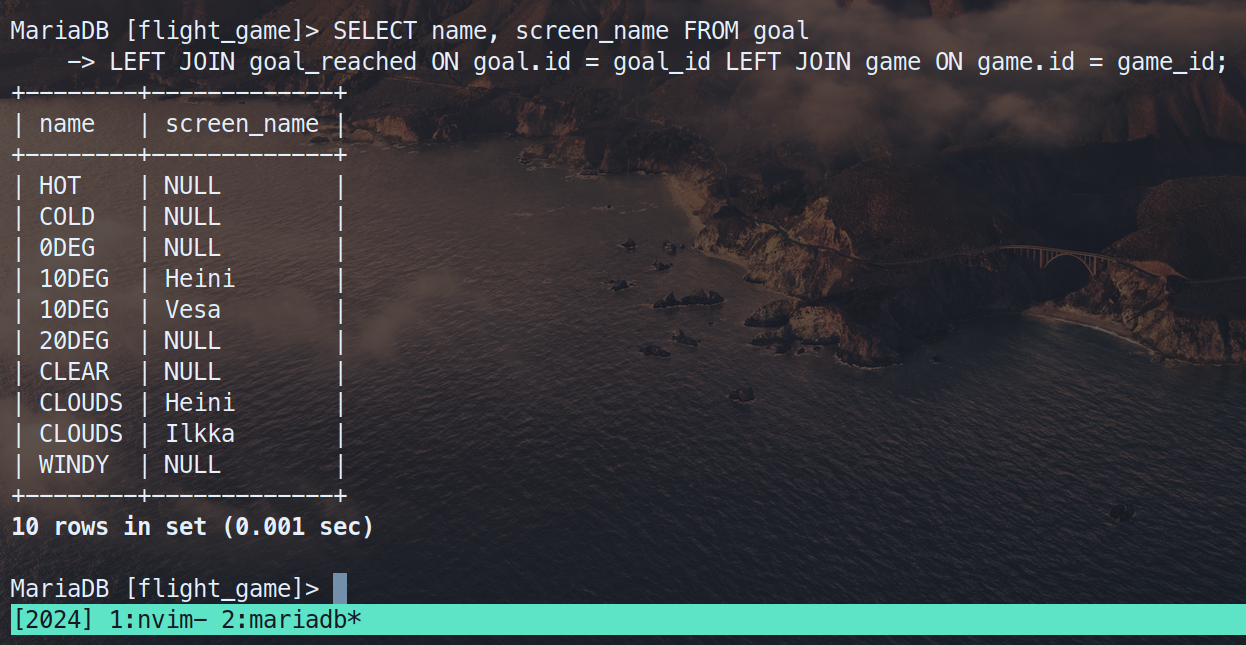 MariaDB [flight_game]> SELECT name, screen_name FROM goal
    -> LEFT JOIN goal_reached ON goal.id = goal_id LEFT JOIN game ON game.id = game_id;
+--------+-------------+
| name   | screen_name |
+--------+-------------+
| HOT    | NULL        |
| COLD   | NULL        |
| 0DEG   | NULL        |
| 10DEG  | Heini       |
| 10DEG  | Vesa        |
| 20DEG  | NULL        |
| CLEAR  | NULL        |
| CLOUDS | Heini       |
| CLOUDS | Ilkka       |
| WINDY  | NULL        |
+--------+-------------+
10 rows in set (0.001 sec)
MariaDB [flight_game]>
[2024] 1:nvim- 2:mariadb*